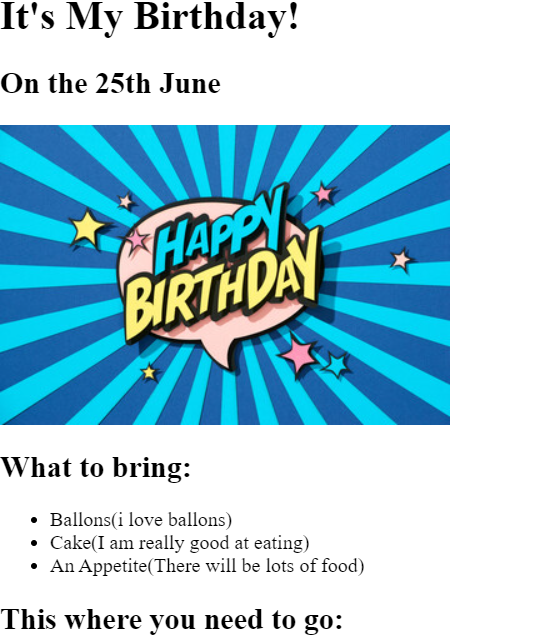 It's My Birthday!
On the 25th June
HAPPY
BIRTHDAY
What to bring:
Ballons(i love ballons)
Cake(I am really good at eating)
An Appetite(There will be lots of food)
This where you need to go: